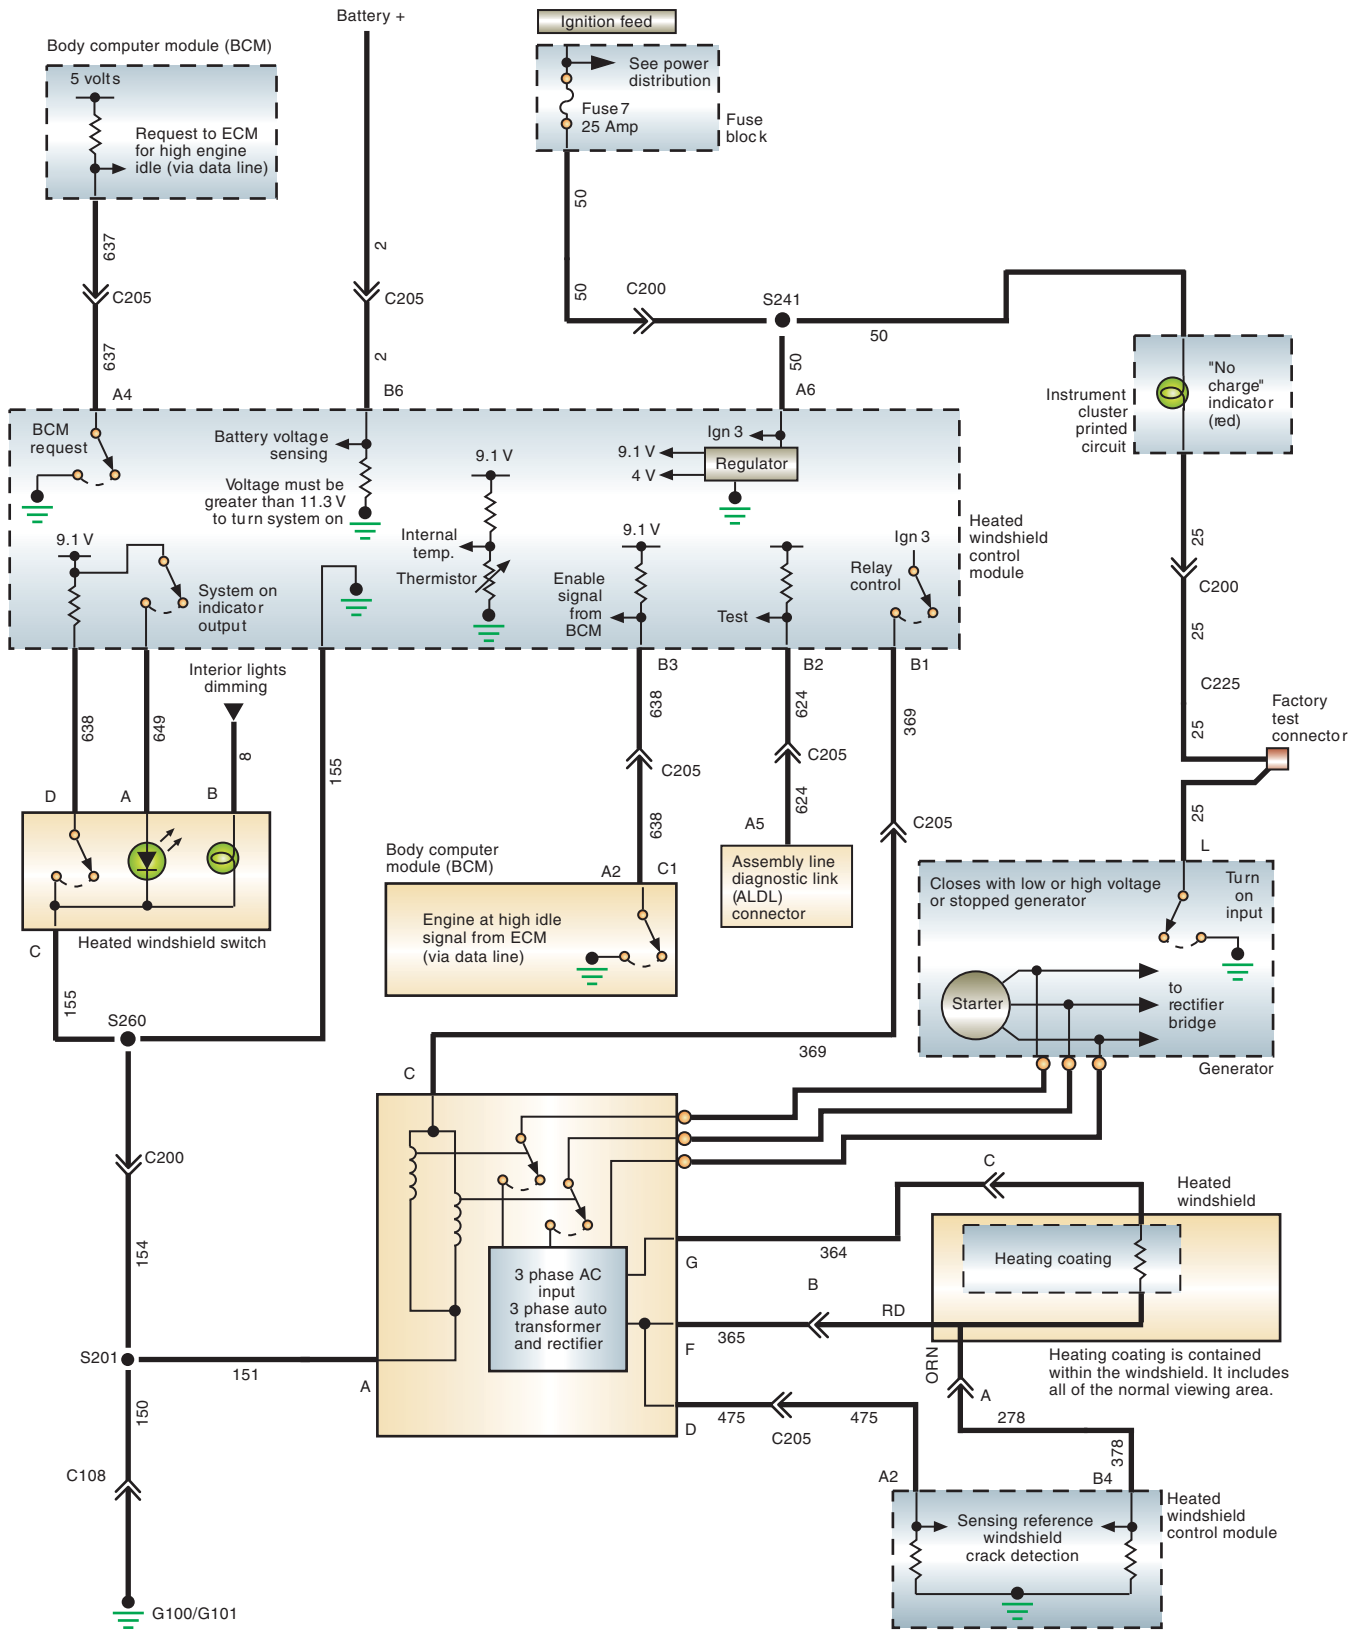 Battery +
Ignition feed
Body computer module (BCM)
5 volts
Request to ECM
for high engine
idle (via data line)
See power
distribution
Fuse 7
25 Amp
Fuse
block
50
637
2
C205
C205
50
C200
S241
50
637
2
50
A4
B6
A6
Instrument
cluster
printed
circuit
"No
charge"
indicator
(red)
BCM
request
Battery voltage
sensing
Voltage must be
greater than 11.3 V
to turn system on
9.1 V
Internal
temp.
Thermistor
Ign 3
9.1 V
4 V
Regulator
Heated
windshield
control
module
9.1 V
System on
indicator
output
9.1 V
Enable
signal
from
BCM
Test
Ign 3
Relay
control
25
C200
25
C225
25
Factory
test
connector
25
L
Interior lights
dimming
638
649
8
155
B3
638
C205
638
B2
624
C205
624
B1
369
C205
D
A
B
Heated windshield switch
C
155
S260
Body computer
module (BCM)
A2
C1
Engine at high idle
signal from ECM
(via data line)
A5
Assembly line
diagnostic link
(ALDL)
connector
Closes with low or high voltage
or stopped generator
Turn
on
input
Starter
to
rectifier
bridge
Generator
369
C
C200
154
S201
151
A
150
C108
G100/G101
3 phase AC
input
3 phase auto
transformer
and rectifier
G
364
C
Heated
windshield
Heating coating
B
RD
F
365
ORN
Heating coating is contained
within the windshield. It includes
all of the normal viewing area.
A
278
378
D
475
C205
475
A2
B4
Sensing reference
windshield
crack detection
Heated
windshield
control module